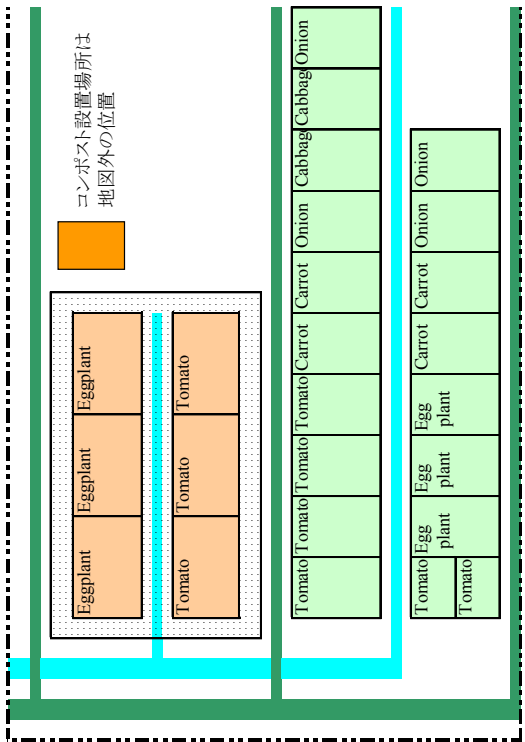 コンポスト設置場所は
地図外の位置
Eggplant
Eggplant
Eggplant
Tomato
Tomato
Tomato
Tomato
Tomato
Tomato
Tomato
Carrot
Carrot
Onion
Cabbag
Cabbag
Onion
Tomato
Tomato
Egg
plant
Egg
plant
Egg
plant
Carrot
Carrot
Onion
Onion